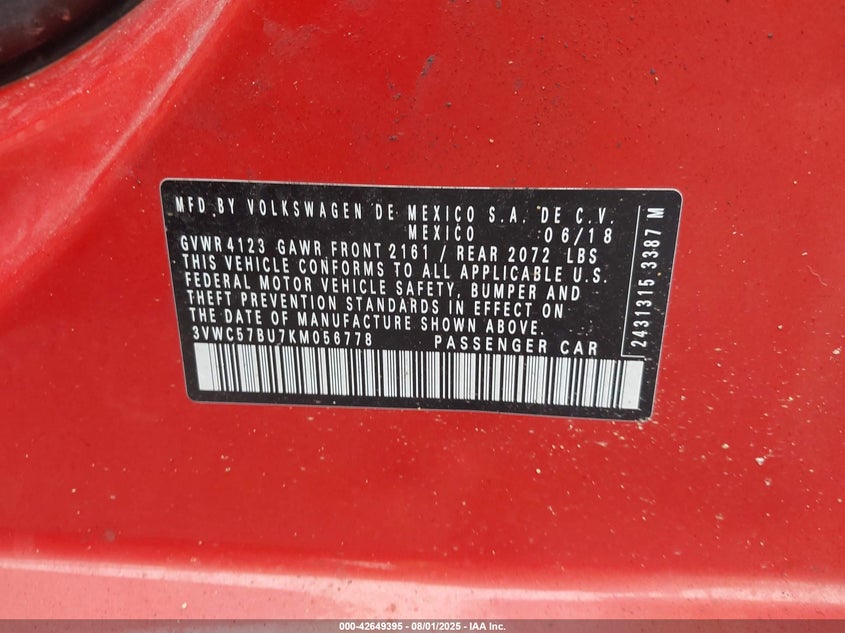 MFD BY VOLKSWAGEN DE MEXICO S.A. DE C.V.
MEXICO 06/18
GVWR 4123 GAWR FRONT 2161 / REAR 2072 LBS
THIS VEHICLE CONFORMS TO ALL APPLICABLE U.S.
FEDERAL MOTOR VEHICLE SAFETY, BUMPER AND
THEFT PREVENTION STANDARDS IN EFFECT ON
THE DATE OF MANUFACTURE SHOWN ABOVE.
3VWC57BU7KM056778 PASSENGER CAR
2431315 3387 M
000-42649395 - 08/01/2025 - IAA Inc.